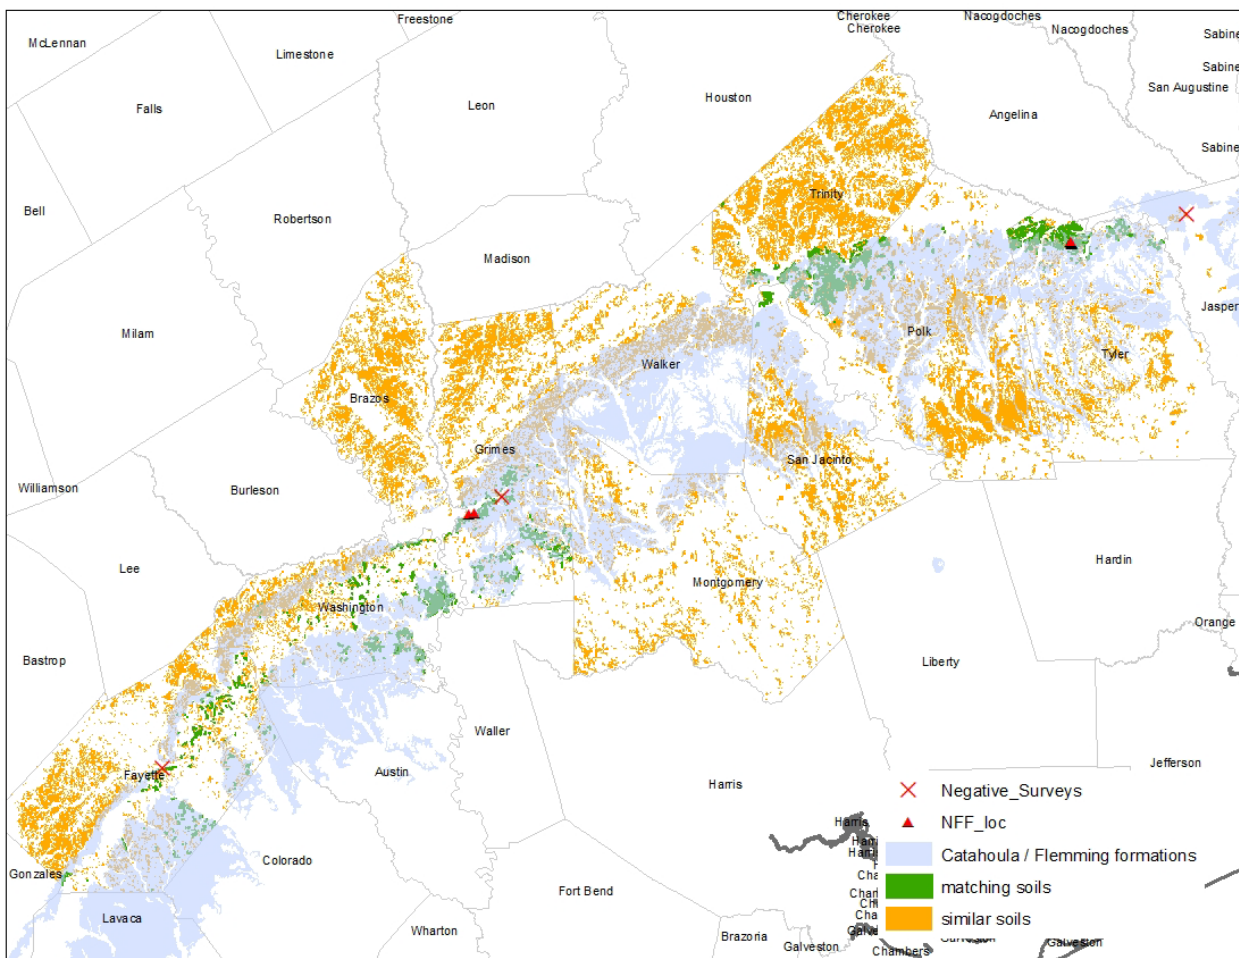 Freestone
Cherokee
Nacogdoches
Cherokee
Nacogdoches
Sabine
McLennan
Limestone
Sabine
San Augustine
Falls
Leon
Houston
Angelina
Sabine
Trinity
Bell
Robertson
Madison
Jasper
Milam
Polk
Tyler
Walker
Brazos
Grimes
San Jacinto
Williamson
Burleson
Hardin
Lee
Montgomery
Washington
Orange
Bastrop
Liberty
Waller
Jefferson
Fayette
Austin
Harris
Negative_Surveys
Harris
NFF_loc
Colorado
Catahoula / Flemming formations
Gonzales
Fort Bend
matching soils
Lavaca
similar soils
Wharton
Brazoria
Galveston
Galveston
Chambers